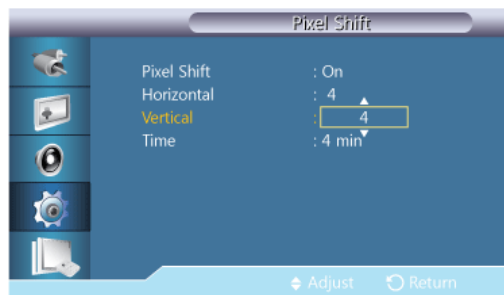 Pixel Shift
Pixel Shift : On
Horizontal : 4
Vertical : 4
Time : 4 min
Adjust Return